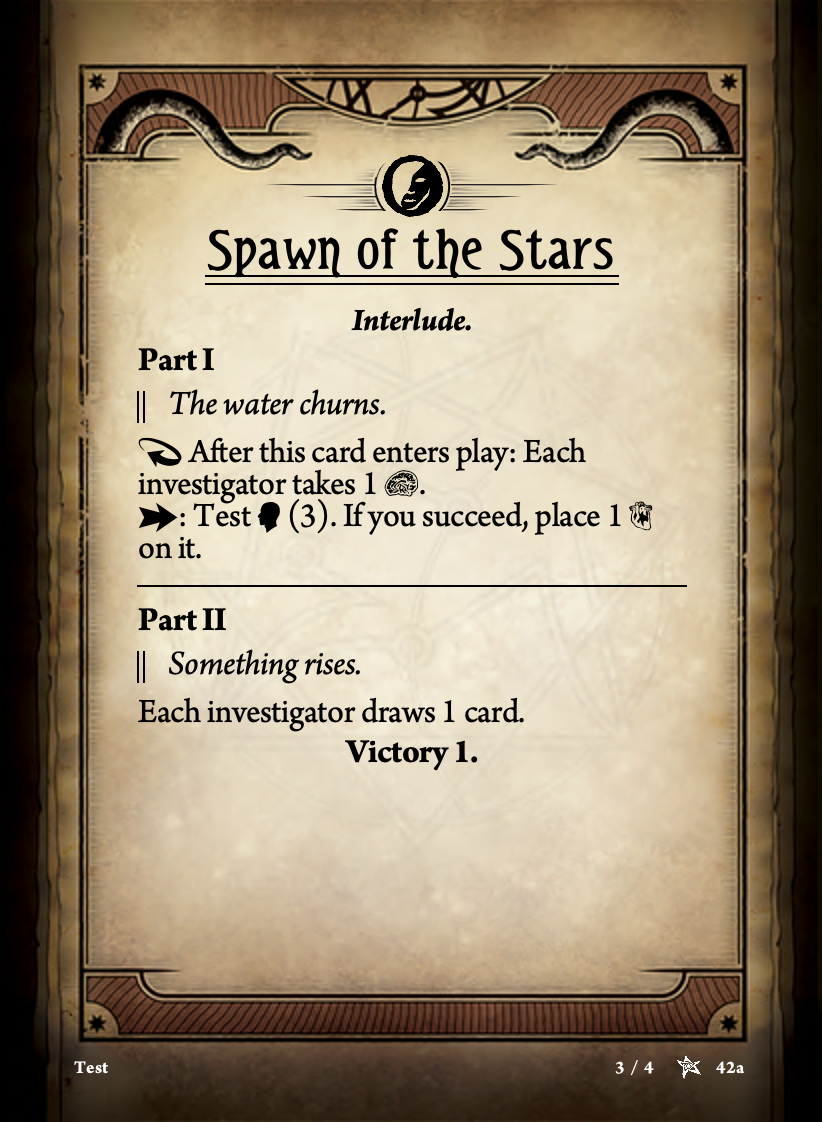 Spawn of the Stars
Interlude.
Part I
The water churns.
After this card enters play: Each
investigator takes 1 .
: Test (3). If you succeed, place 1
on it.
Part II
Something rises.
Each investigator draws 1 card.
Victory 1.
Test
3 / 4 42a